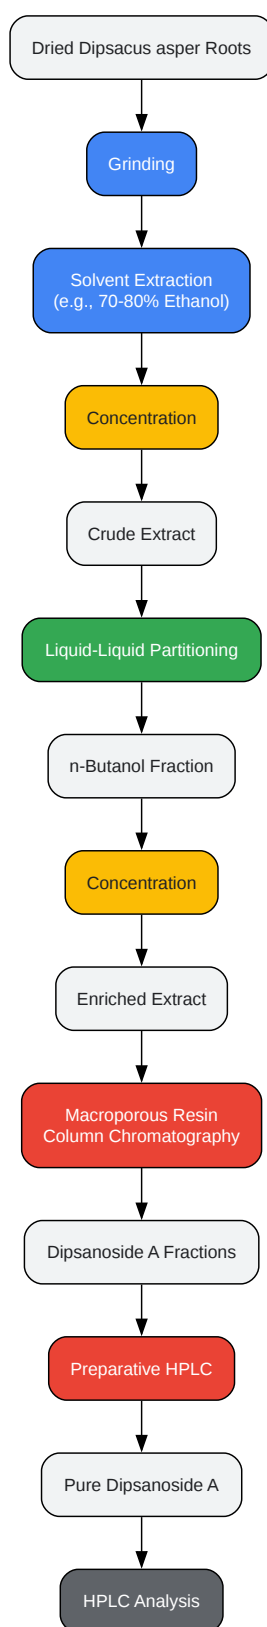 Dried Dipsacus asper Roots
Grinding
Solvent Extraction
(e.g., 70-80% Ethanol)
Concentration
Crude Extract
Liquid-Liquid Partitioning
n-Butanol Fraction
Concentration
Enriched Extract
Macroporous Resin
Column Chromatography
Dipsanoside A Fractions
Preparative HPLC
Pure Dipsanoside A
HPLC Analysis